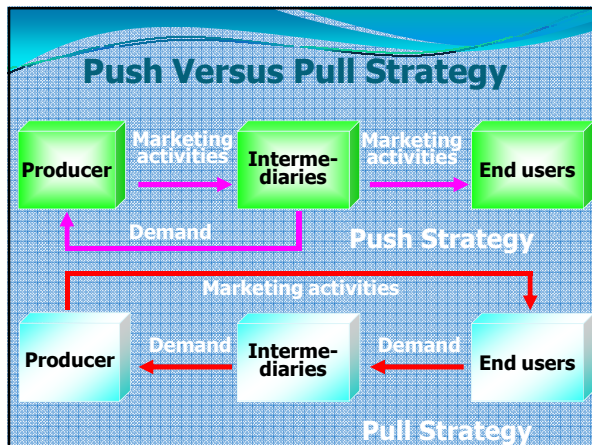 Push Versus Pull Strategy
Producer
Marketing
activities
Interme-
diaries
Marketing
activities
End users
Demand
Push Strategy
Marketing activities
Producer
Demand
Interme-
diaries
Demand
End users
Pull Strategy